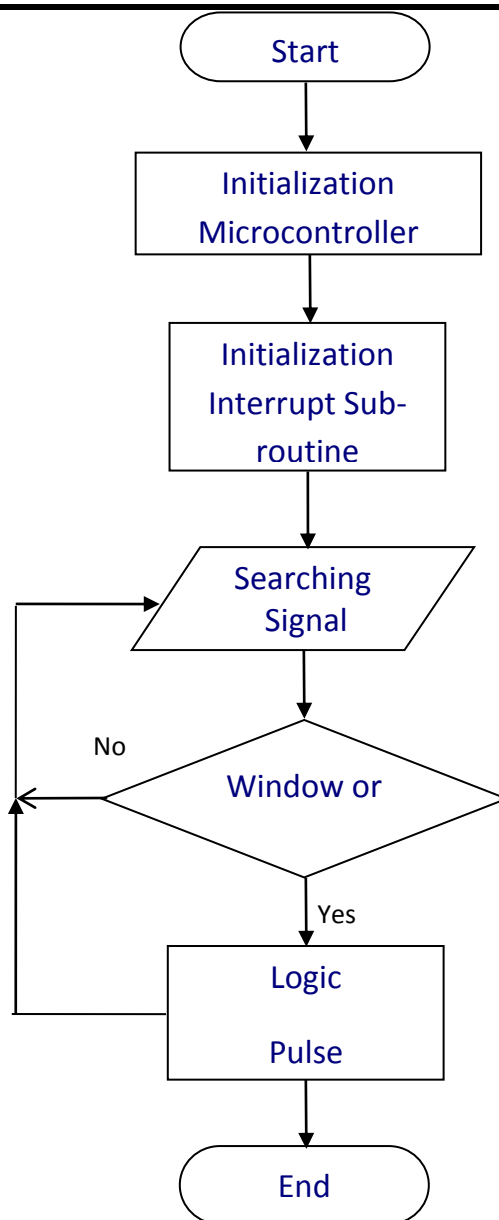 Start
Initialization
Microcontroller
Initialization
Interrupt Sub-
routine
Searching
Signal
No
Window or
Yes
Logic
Pulse
End